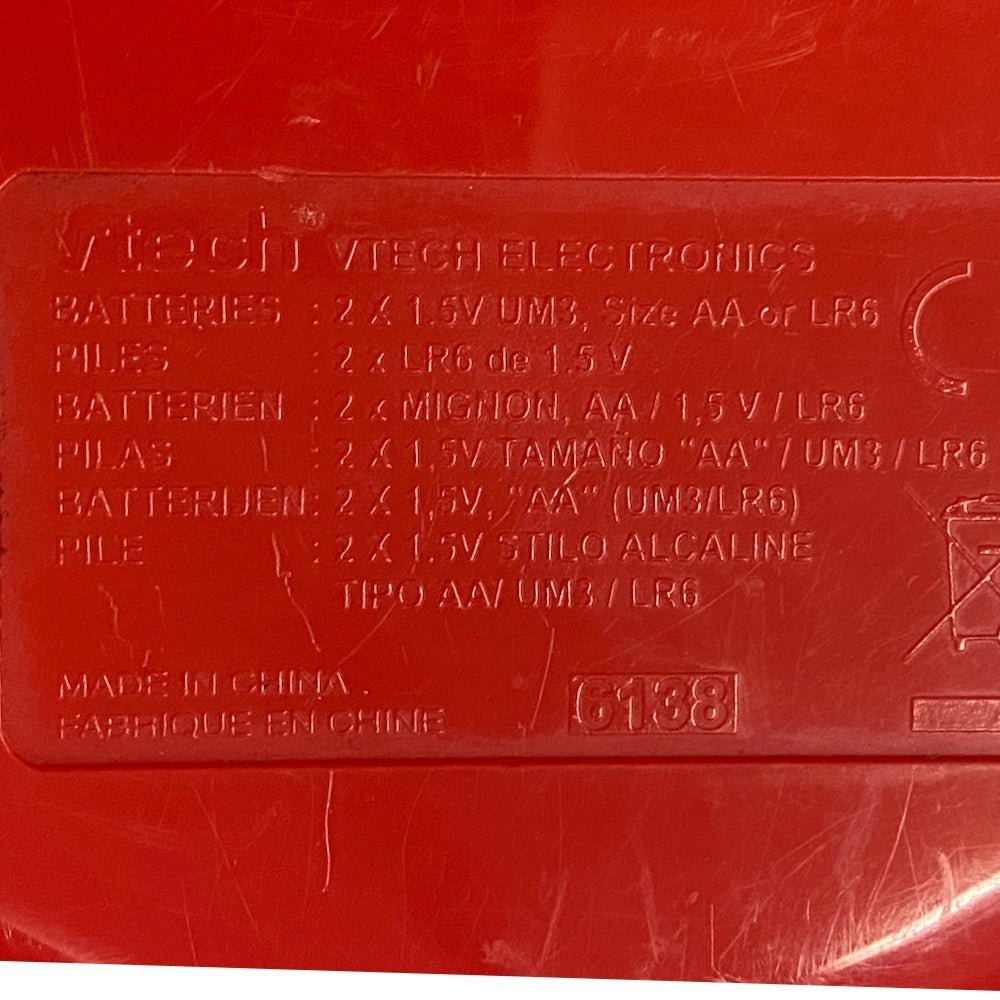 vtech® VTECH ELECTRONICS
BATTERIES : 2 X 1.5V UM3, Size AA or LR6
PILES : 2 x LR6 de 1.5 V
BATTERIEN : 2 x MIGNON, AA / 1,5 V / LR6
PILAS : 2 X 1,5V TAMAÑO "AA" / UM3 / LR6
BATTERIJEN: 2 X 1,5V, "AA" (UM3/LR6)
PILE : 2 X 1.5V STILO ALCALINE
TIPO AA/ UM3 / LR6
MADE IN CHINA .
FABRIQUE EN CHINE
6138